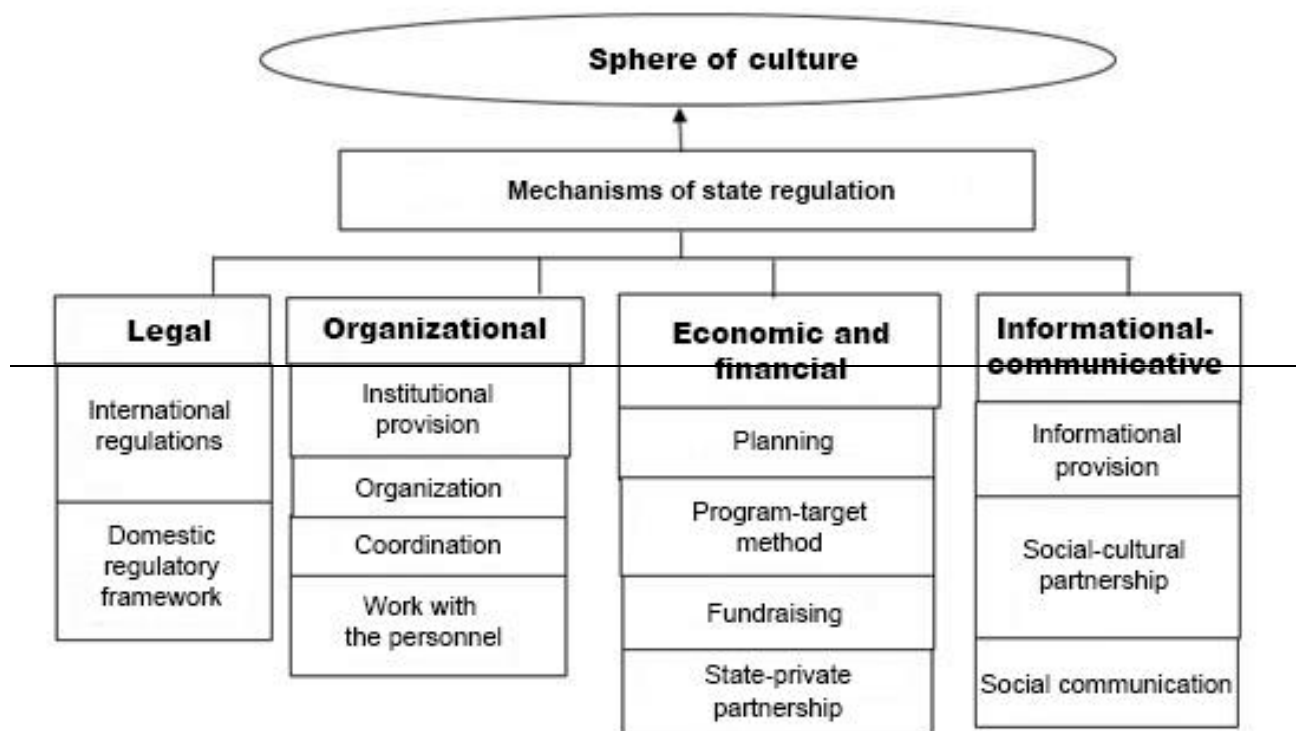 Sphere of culture
Mechanisms of state regulation
Legal
International
regulations
Domestic
regulatory
framework
Organizational
Institutional
provision
Organization
Coordination
Work with
the personnel
Economic and
financial
Planning
Program-target
method
Fundraising
State-private
partnership
Informational-
communicative
Informational
provision
Social-cultural
partnership
Social communication